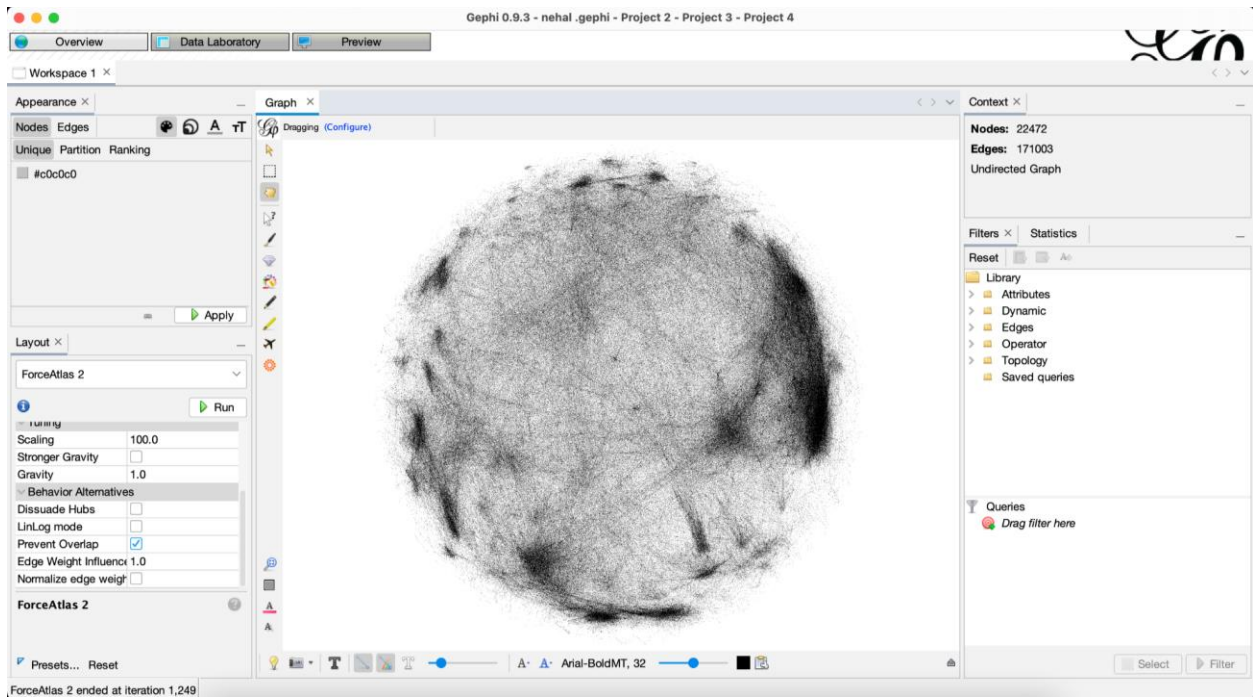 Gephi 0.9.3 - nehal .gephi - Project 2 - Project 3 - Project 4
Overview Data Laboratory Preview
Workspace 1 ×
Appearance ×
Nodes Edges
Unique Partition Ranking
#c0c0c0
Apply
Layout ×
ForceAtlas 2
Run
Tuning
Scaling 100.0
Stronger Gravity
Gravity 1.0
Behavior Alternatives
Dissuade Hubs
LinLog mode
Prevent Overlap
Edge Weight Influence 1.0
Normalize edge weigh
ForceAtlas 2
Presets... Reset
ForceAtlas 2 ended at iteration 1,249
Graph ×
Dragging (Configure)
A- A- Arial-BoldMT, 32
Context ×
Nodes: 22472
Edges: 171003
Undirected Graph
Filters × Statistics
Reset
Library
Attributes
Dynamic
Edges
Operator
Topology
Saved queries
Queries
Drag filter here
Select Filter